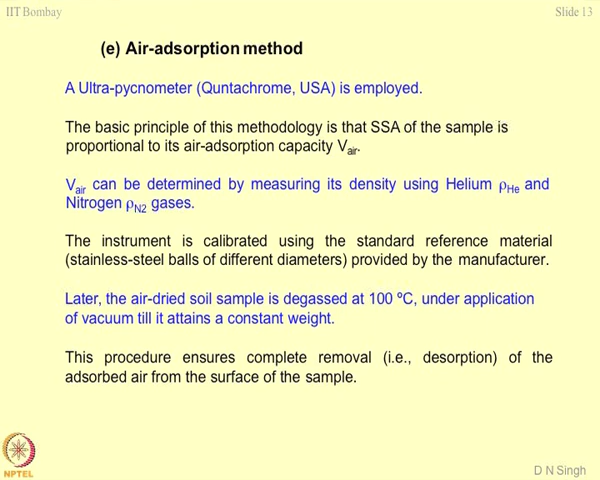 IIT Bombay
Slide 13
(e) Air-adsorption method
A Ultra-pycnometer (Quntachrome, USA) is employed.
The basic principle of this methodology is that SSA of the sample is
proportional to its air-adsorption capacity Vair.
Vair can be determined by measuring its density using Helium ρHe and
Nitrogen ρN2 gases.
The instrument is calibrated using the standard reference material
(stainless-steel balls of different diameters) provided by the manufacturer.
Later, the air-dried soil sample is degassed at 100 ºC, under application
of vacuum till it attains a constant weight.
This procedure ensures complete removal (i.e., desorption) of the
adsorbed air from the surface of the sample.
NPTEL
D N Singh